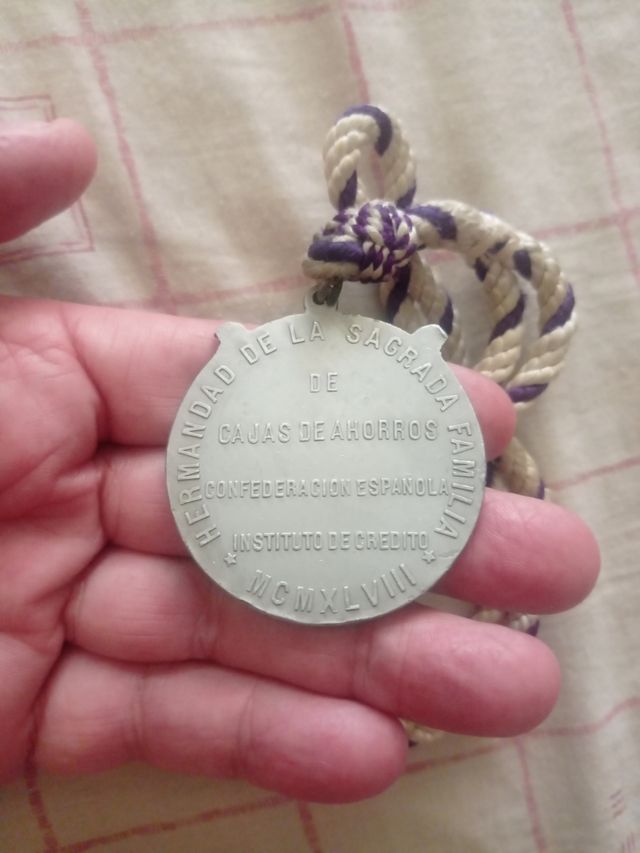 HERMANDAD DE LA SAGRADA FAMILIA
DE
CAJAS DE AHORROS
CONFEDERACION ESPAÑOLA
INSTITUTO DE CREDITO
MCMXLVIII